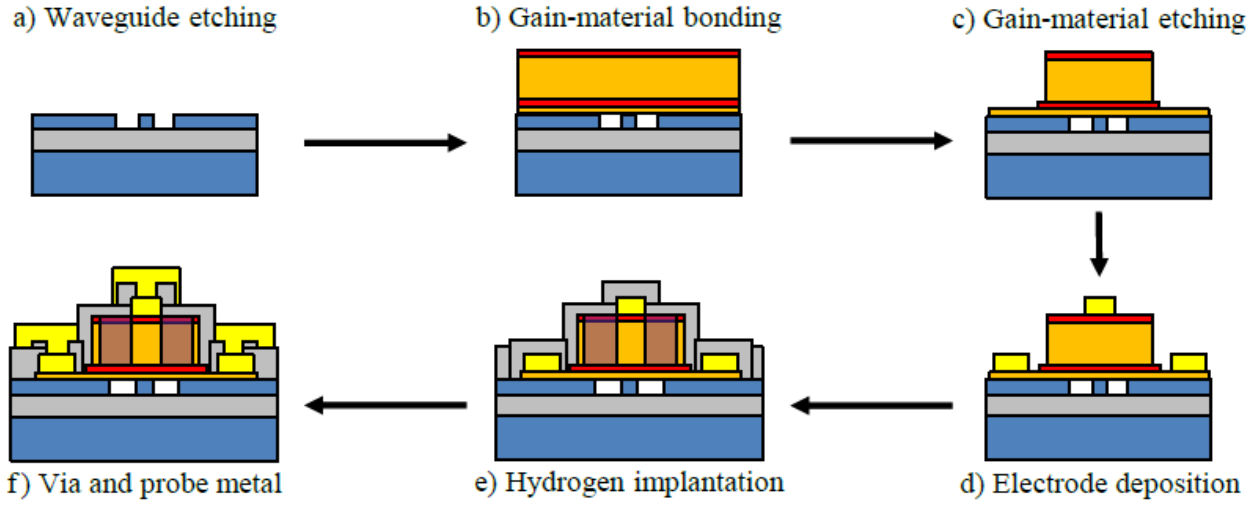 a) Waveguide etching
b) Gain-material bonding
c) Gain-material etching
f) Via and probe metal
e) Hydrogen implantation
d) Electrode deposition